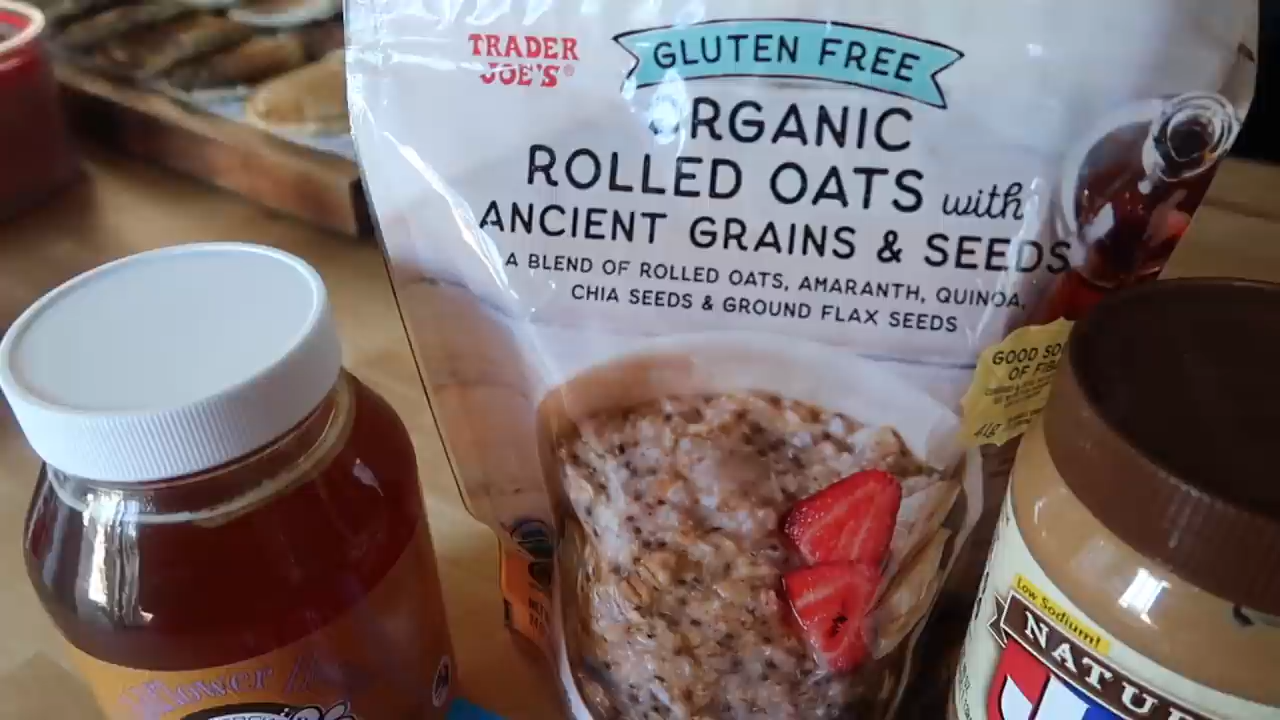 TRADER
JOE'S®
GLUTEN FREE
ORGANIC
ROLLED OATS with
ANCIENT GRAINS & SEEDS
A BLEND OF ROLLED OATS, AMARANTH, QUINOA,
CHIA SEEDS & GROUND FLAX SEEDS
GOOD SO
OF FIB
41g
Low Sodium!
NATU